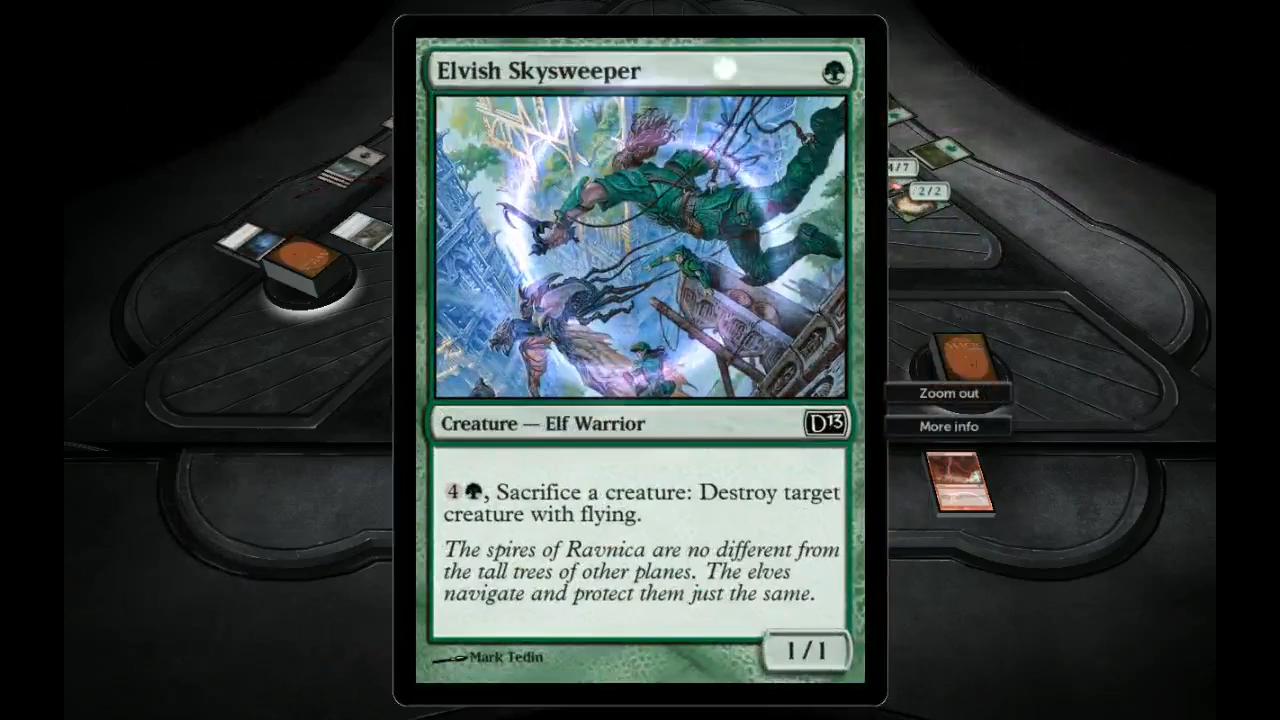 Elvish Skysweeper
Creature — Elf Warrior
D13
4 , Sacrifice a creature: Destroy target
creature with flying.
The spires of Ravnica are no different from
the tall trees of other planes. The elves
navigate and protect them just the same.
1/1
Mark Tedin
/7
2/2
Zoom out
More info